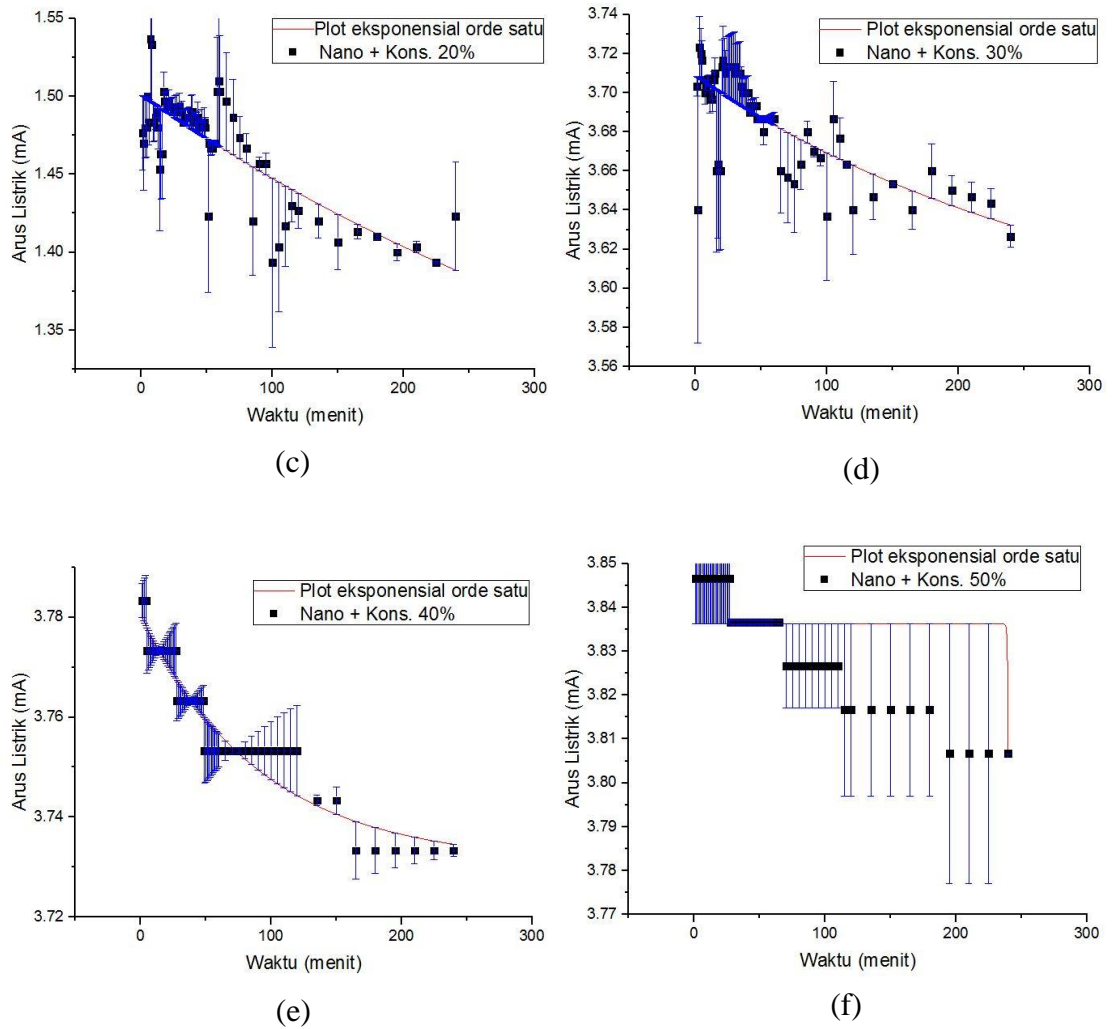 1.55
1.50
1.45
1.40
1.35
Arus Listrik (mA)
Plot eksponensial orde satu
Nano + Kons. 20%
0
100
200
300
Waktu (menit)
(c)
3.74
3.72
3.70
3.68
3.66
3.64
3.62
3.60
3.58
3.56
Arus Listrik (mA)
Plot eksponensial orde satu
Nano + Kons. 30%
0
100
200
300
Waktu (menit)
(d)
3.78
3.76
3.74
3.72
Arus Listrik (mA)
Plot eksponensial orde satu
Nano + Kons. 40%
0
100
200
300
Waktu (menit)
(e)
3.85
3.84
3.83
3.82
3.81
3.80
3.79
3.78
3.77
Arus Listrik (mA)
Plot eksponensial orde satu
Nano + Kons. 50%
0
100
200
300
Waktu (menit)
(f)